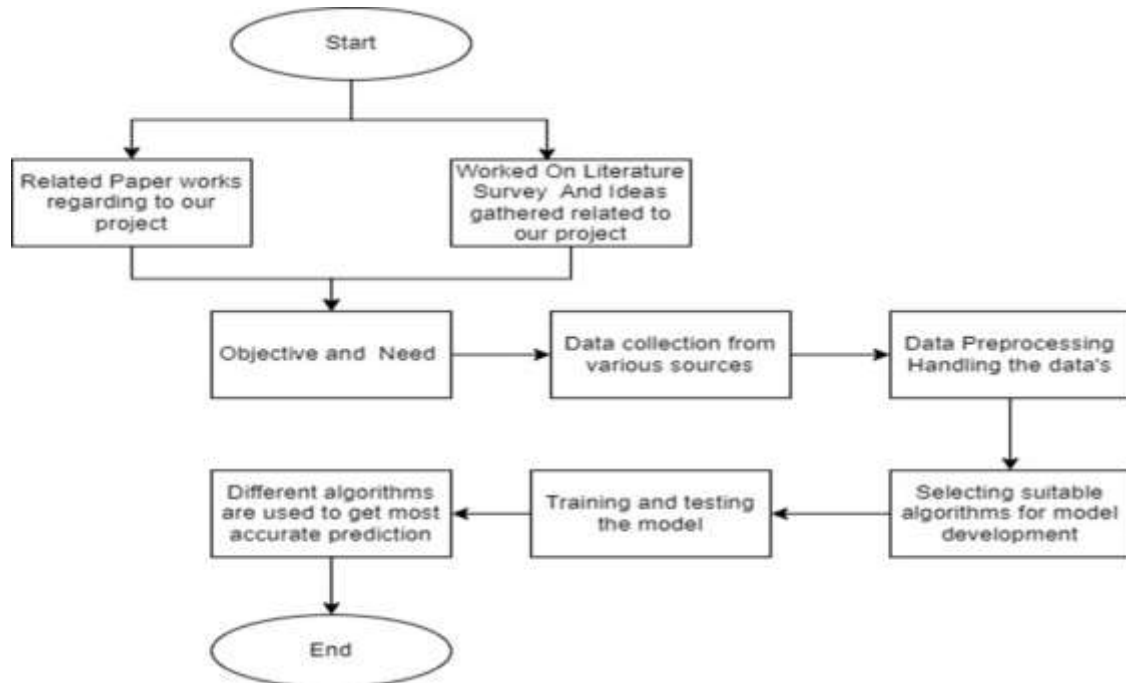 Start
Related Paper works
regarding to our
project
Worked On Literature
Survey And Ideas
gathered related to
our project
Objective and Need
Data collection from
various sources
Data Preprocessing
Handling the data's
Selecting suitable
algorithms for model
development
Training and testing
the model
Different algorithms
are used to get most
accurate prediction
End